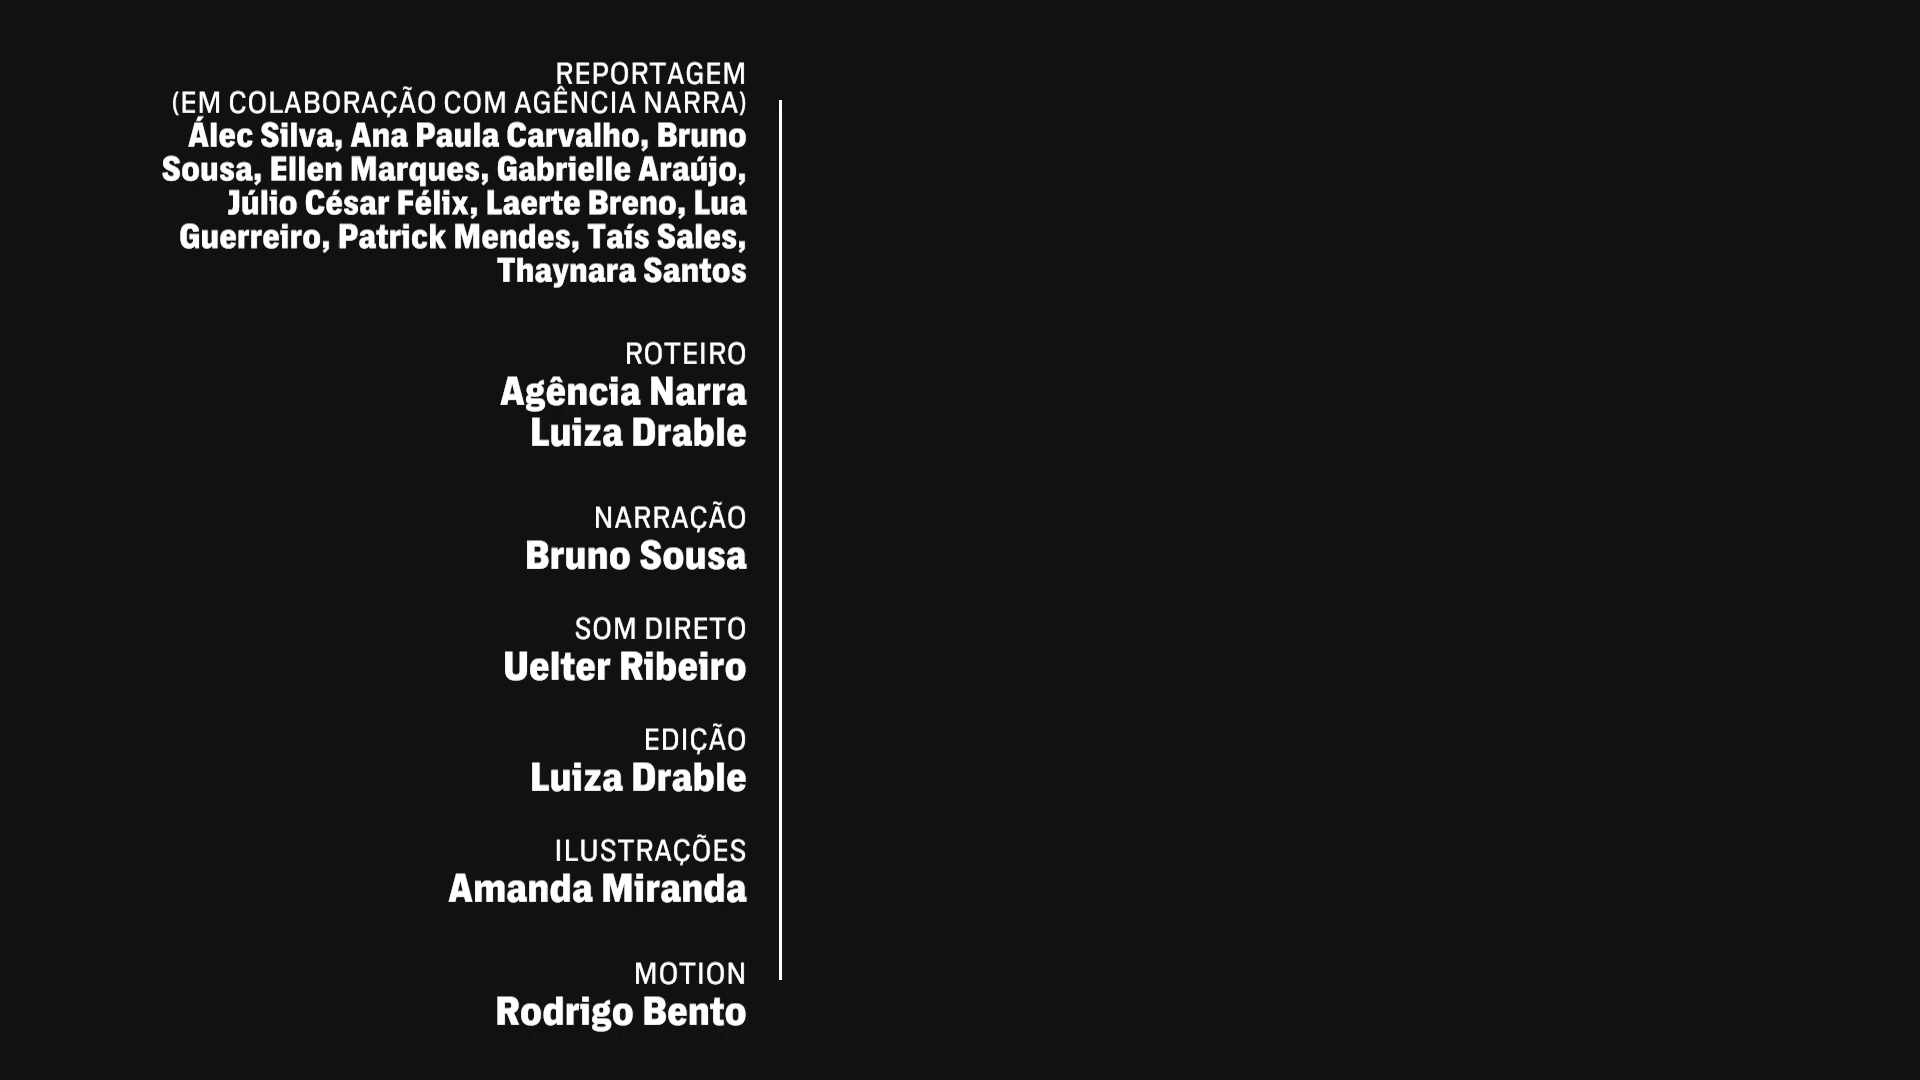 REPORTAGEM
(EM COLABORAÇÃO COM AGÊNCIA NARRA)
Álec Silva, Ana Paula Carvalho, Bruno
Sousa, Ellen Marques, Gabrielle Araújo,
Júlio César Félix, Laerte Breno, Lua
Guerreiro, Patrick Mendes, Taís Sales,
Thaynara Santos
ROTEIRO
Agência Narra
Luiza Drable
NARRAÇÃO
Bruno Sousa
SOM DIRETO
Uelter Ribeiro
EDIÇÃO
Luiza Drable
ILUSTRAÇÕES
Amanda Miranda
MOTION
Rodrigo Bento